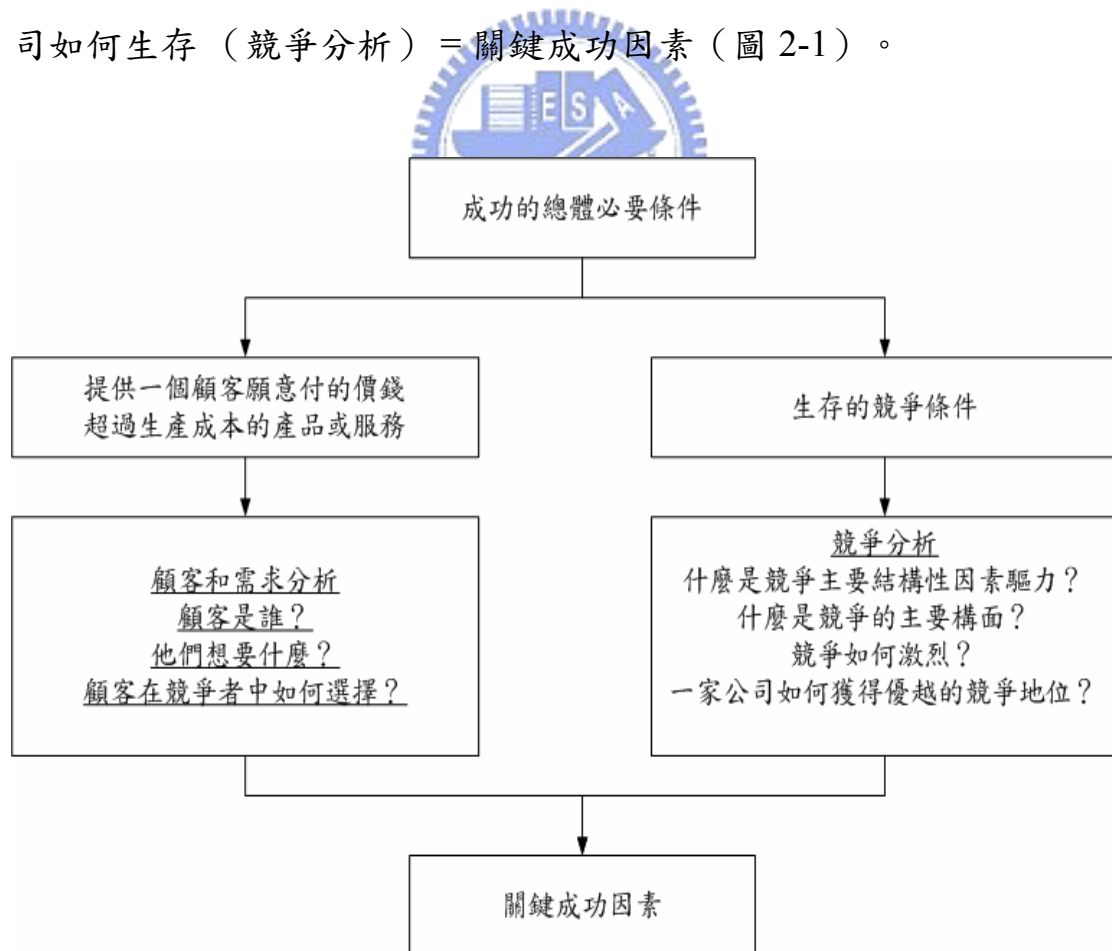 司如何生存 （競爭分析）= 關鍵成功因素（圖 2-1）。
E S A
成功的總體必要條件
提供一個顧客願意付的價錢
超過生產成本的產品或服務
生存的競爭條件
顧客和需求分析
顧客是誰？
他們想要什麼？
顧客在競爭者中如何選擇？
競爭分析
什麼是競爭主要結構性因素驅力？
什麼是競爭的主要構面？
競爭如何激烈？
一家公司如何獲得優越的競爭地位？
關鍵成功因素